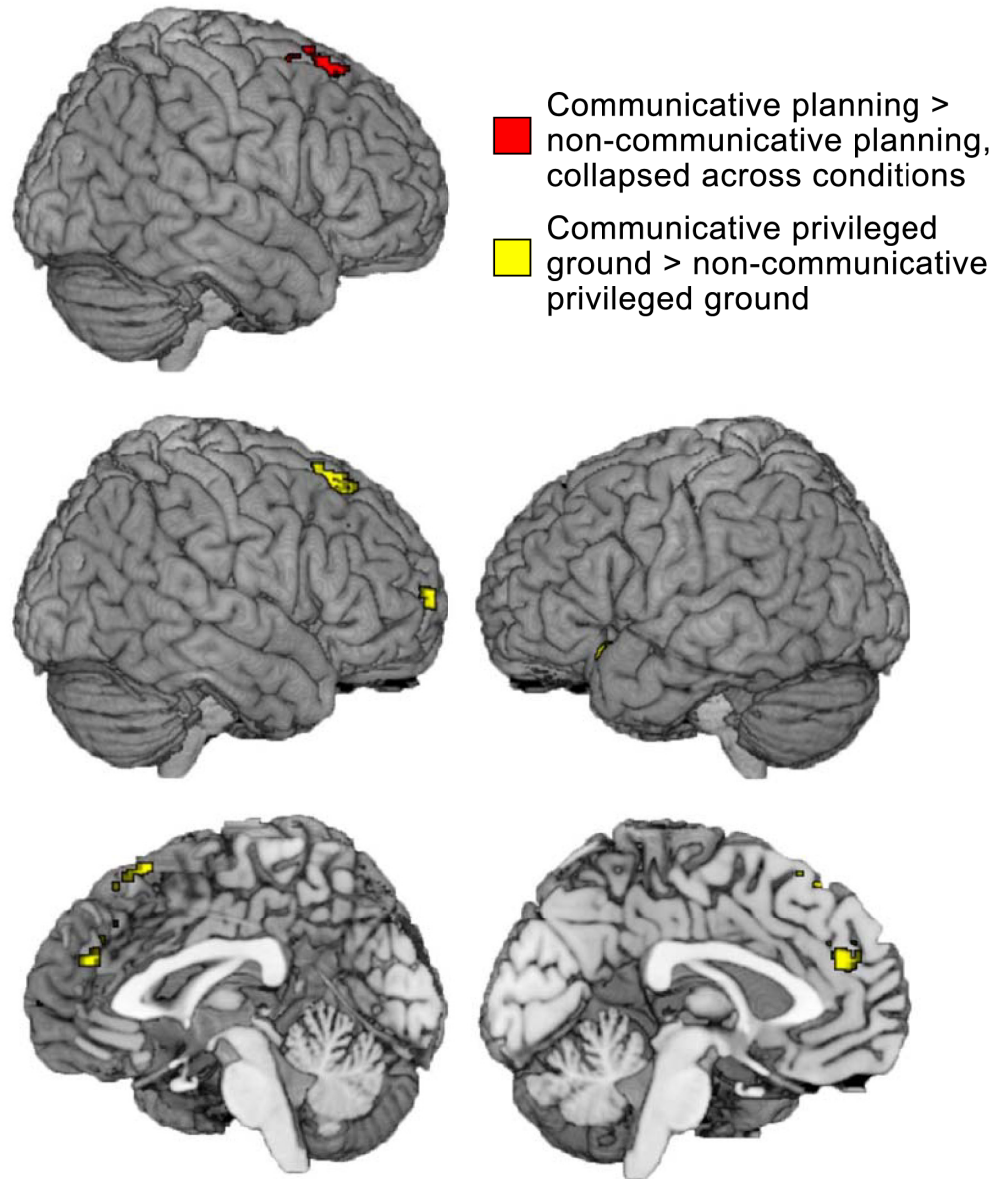 Communicative planning >
non-communicative planning,
collapsed across conditions
Communicative privileged
ground > non-communicative
privileged ground